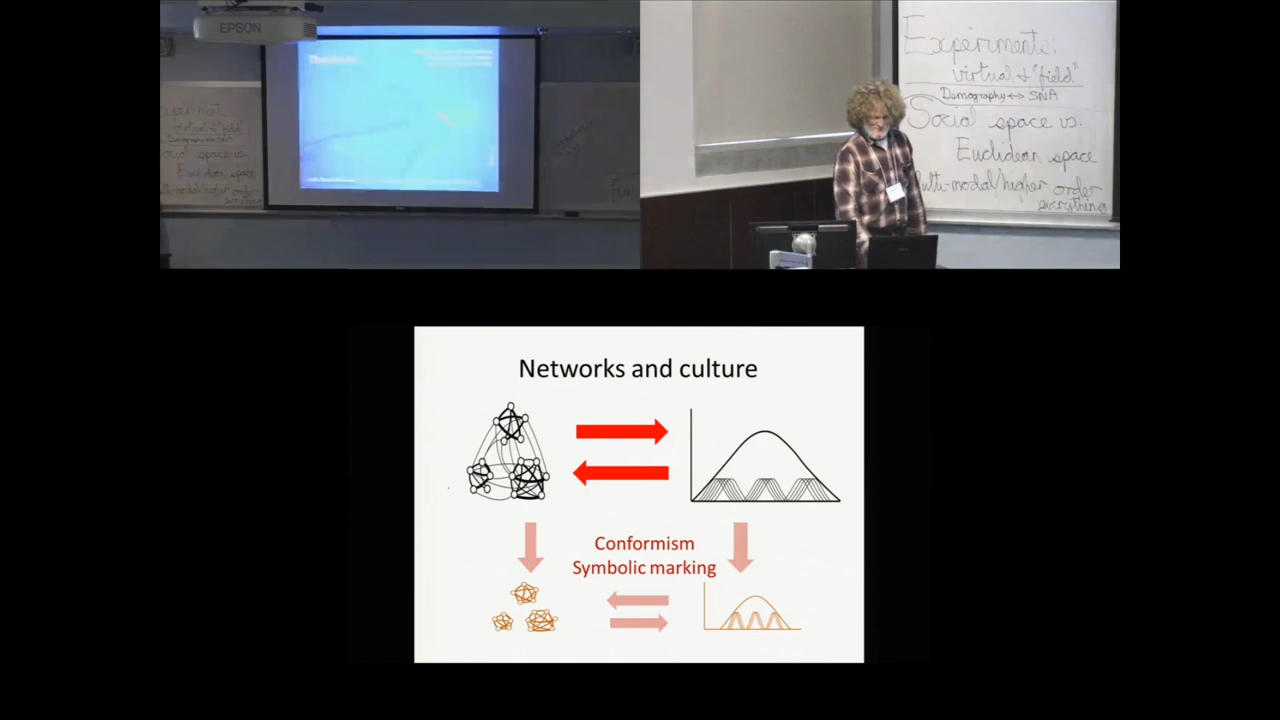 EPSON
Experiments:
virtual & "field"
Demography ↔ SNA
Social space vs.
Euclidean space
multi-modal/higher order
everything
Networks and culture
Conformism
Symbolic marking